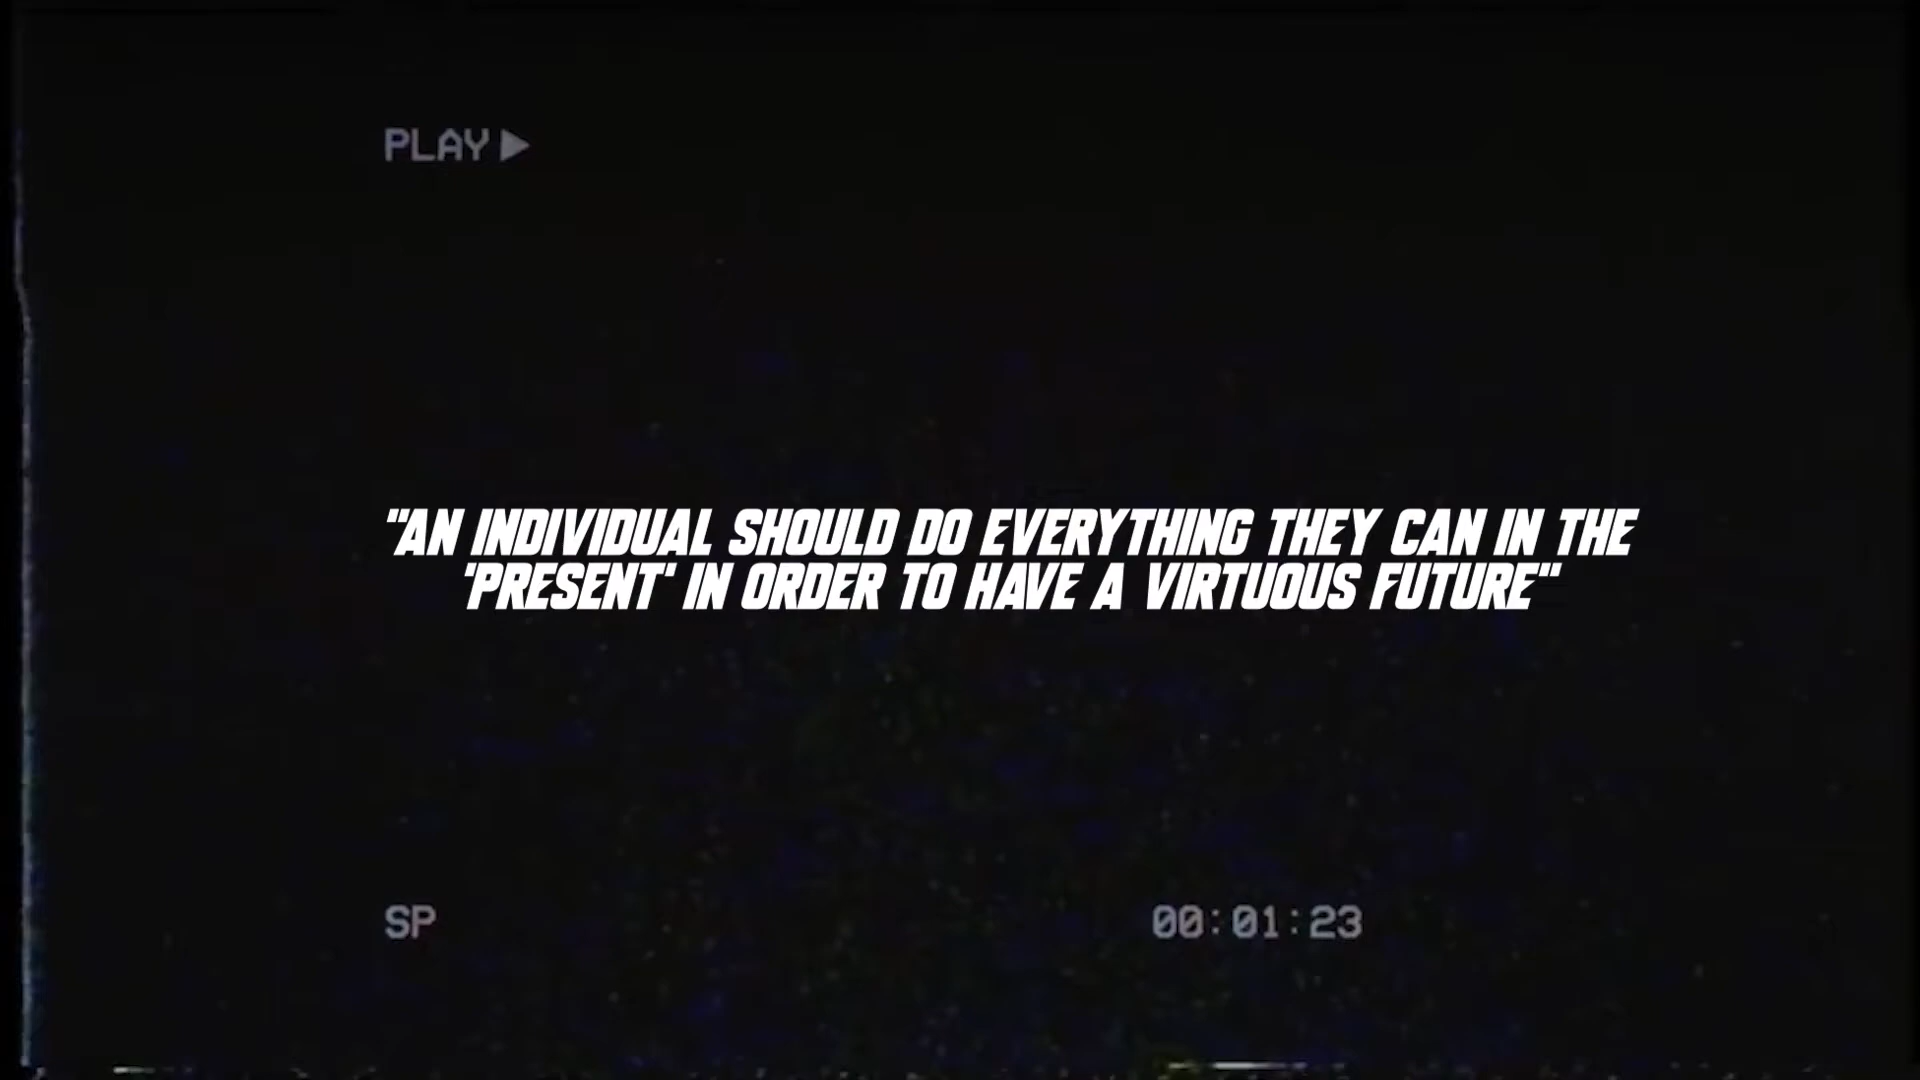 PLAY ▶
"AN INDIVIDUAL SHOULD DO EVERYTHING THEY CAN IN THE
'PRESENT' IN ORDER TO HAVE A VIRTUOUS FUTURE"
SP
00:01:23